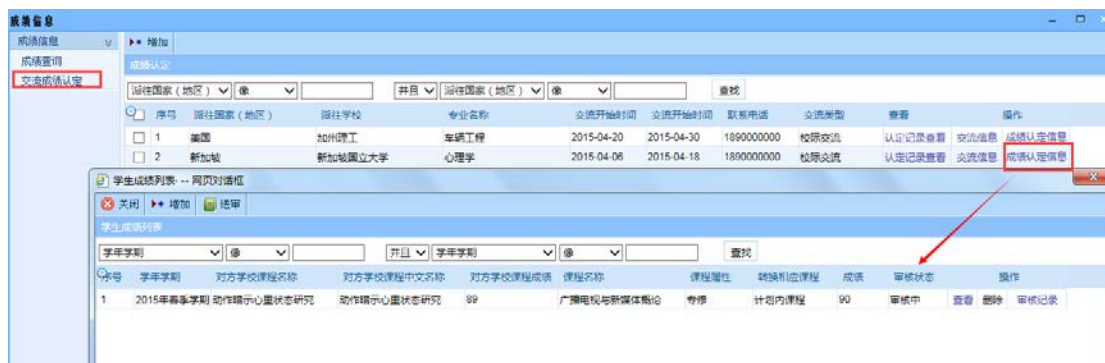 成绩信息
成绩信息 增加
成绩查询 成绩认定
交流成绩认定
派往国家（地区） 像 并且 派往国家（地区） 像 查找
序号 派往国家（地区） 派往学校 专业名称 交流开始时间 交流开始时间 联系电话 交流类型 查看 操作
1 美国 加州理工 车辆工程 2015-04-20 2015-04-30 1890000000 校际交流 认定记录查看 交流信息 成绩认定信息
2 新加坡 新加坡国立大学 心理学 2015-04-06 2015-04-18 1890000000 校际交流 认定记录查看 交流信息 成绩认定信息
学生成绩列表· -- 网页对话框
关闭 增加 送审
学生成绩列表
学年学期 像 并且 学年学期 像 查找
序号 学年学期 对方学校课程名称 对方学校课程中文名称 对方学校课程成绩 课程名称 课程属性 转换相应课程 成绩 审核状态 操作
1 2015年春季学期 动作暗示心里状态研究 动作暗示心里状态研究 89 广播电视与新媒体概论 专修 计划内课程 90 审核中 查看 删除 审核记录